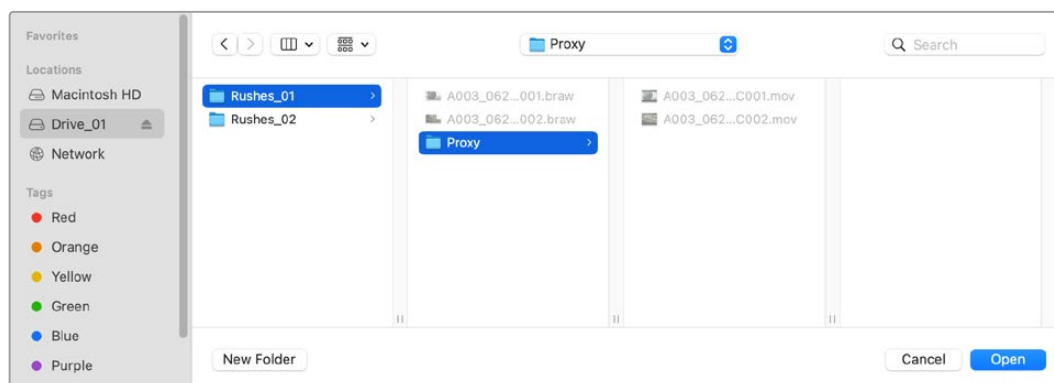 Favorites
Locations
Macintosh HD
Drive_01
Network
Tags
Red
Orange
Yellow
Green
Blue
Purple
Proxy
Search
Rushes_01
Rushes_02
A003_062...001.braw
A003_062...002.braw
Proxy
A003_062...C001.mov
A003_062...C002.mov
New Folder
Cancel
Open